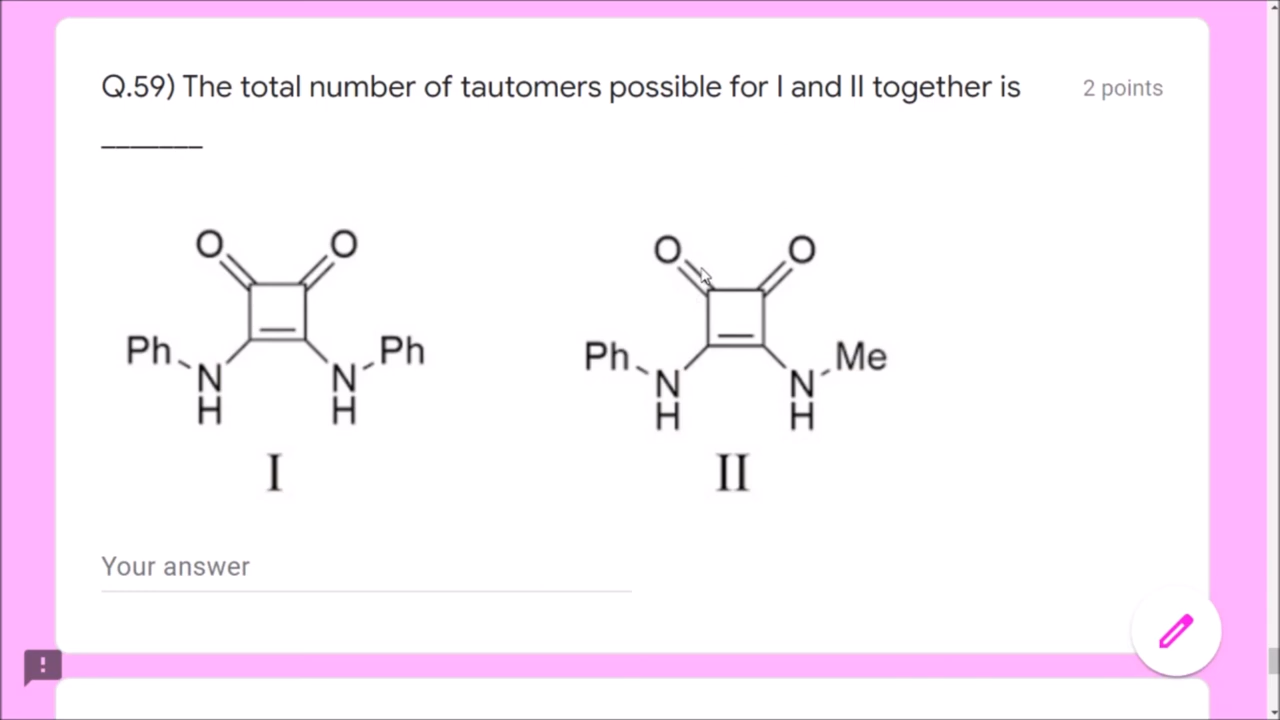 Q.59) The total number of tautomers possible for I and II together is 2 points
_______
O O O O
Ph Ph Ph Me
N N N N
H H H H
I II
Your answer
!